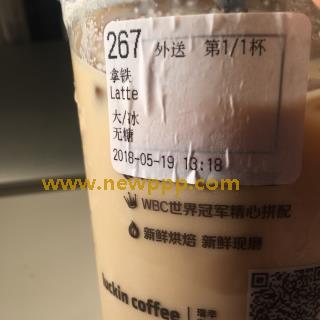 267 外送 第1/1杯
拿铁
Latte
大/冰
无糖
2018-05-19 13:18
www.newppp.com
WBC世界冠军精心拼配
新鲜烘焙 新鲜现磨
luckin coffee | 瑞幸